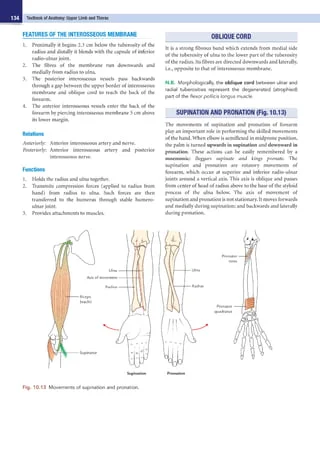 134 Textbook of Anatomy: Upper Limb and Thorax
FEATURES OF THE INTEROSSEOUS MEMBRANE
1. Proximally it begins 2.3 cm below the tuberosity of the
radius and distally it blends with the capsule of inferior
radio-ulnar joint.
2. The fibres of the membrane run downwards and
medially from radius to ulna.
3. The posterior interosseous vessels pass backwards
through a gap between the upper border of interosseous
membrane and oblique cord to reach the back of the
forearm.
4. The anterior interosseous vessels enter the back of the
forearm by piercing interosseous membrane 5 cm above
its lower margin.
Relations
Anteriorly: Anterior interosseous artery and nerve.
Posteriorly: Anterior interosseous artery and posterior
interosseous nerve.
Functions
1. Holds the radius and ulna together.
2. Transmits compression forces (applied to radius from
hand) from radius to ulna. Such forces are then
transferred to the humerus through stable humero-
ulnar joint.
3. Provides attachments to muscles.
OBLIQUE CORD
It is a strong fibrous band which extends from medial side
of the tuberosity of ulna to the lower part of the tuberosity
of the radius. Its fibres are directed downwards and laterally,
i.e., opposite to that of interosseous membrane.
N.B. Morphologically, the oblique cord between ulnar and
radial tuberosities represent the degenerated (atrophied)
part of the flexor pollicis longus muscle.
SUPINATION AND PRONATION (Fig. 10.13)
The movements of supination and pronation of forearm
play an important role in performing the skilled movements
of the hand. When elbow is semiflexed in midprone position,
the palm is turned upwards in supination and downward in
pronation. These actions can be easily remembered by a
mnemonic: Beggars supinate and kings pronate. The
supination and pronation are rotatory movements of
forearm, which occur at superior and inferior radio-ulnar
joints around a vertical axis. This axis is oblique and passes
from center of head of radius above to the base of the styloid
process of the ulna below. The axis of movement of
supination and pronation is not stationary. It moves forwards
and medially during supination; and backwards and laterally
during pronation.
Pronator
teres
Ulna
Ulna
Axis of movement
Radius
Radius
Biceps
brachii
Pronator
quadratus
Supinator
Supination
Pronation
Fig. 10.13 Movements of supination and pronation.